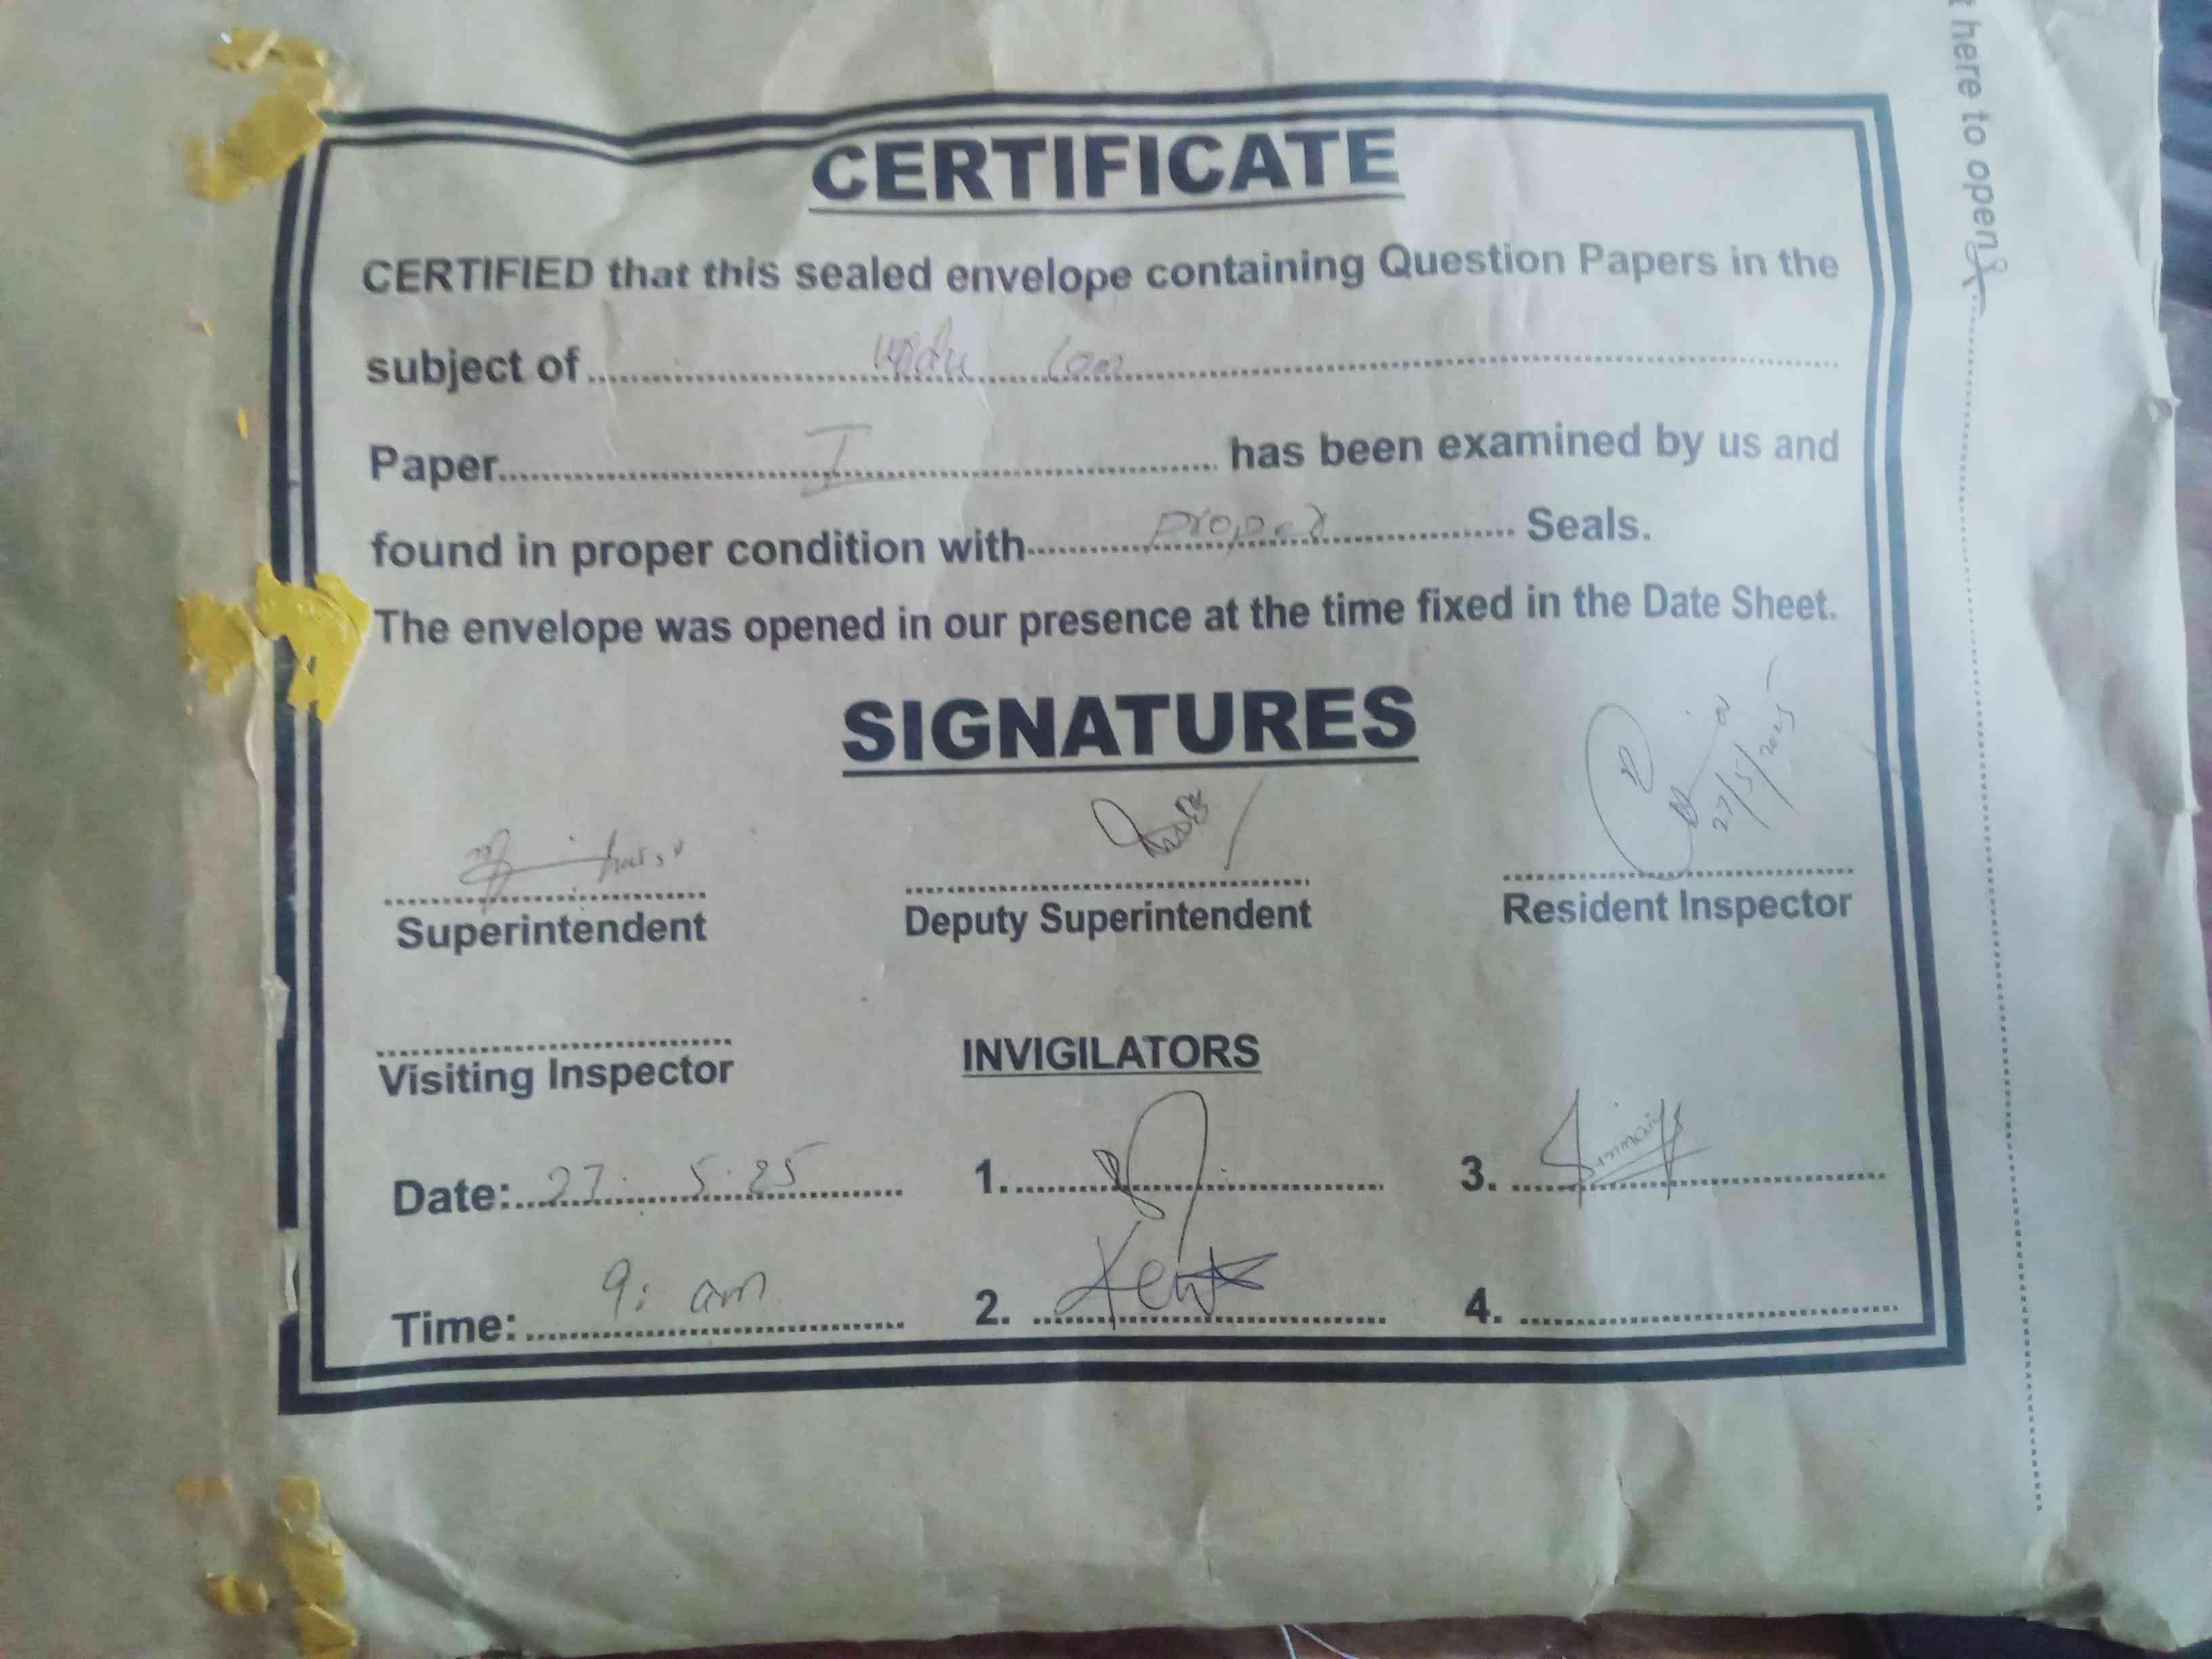 here to open
CERTIFICATE
CERTIFIED that this sealed envelope containing Question Papers in the
subject of.......... urdu Com ..........
Paper.......... I .......... has been examined by us and
found in proper condition with.......... proper .......... Seals.
The envelope was opened in our presence at the time fixed in the Date Sheet.
SIGNATURES
27/5/2025
Superintendent Deputy Superintendent Resident Inspector
Visiting Inspector INVIGILATORS
Date: 27. 5.25 1. 3.
Time: 9: am 2. 4.